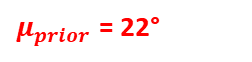 μprior = 22°